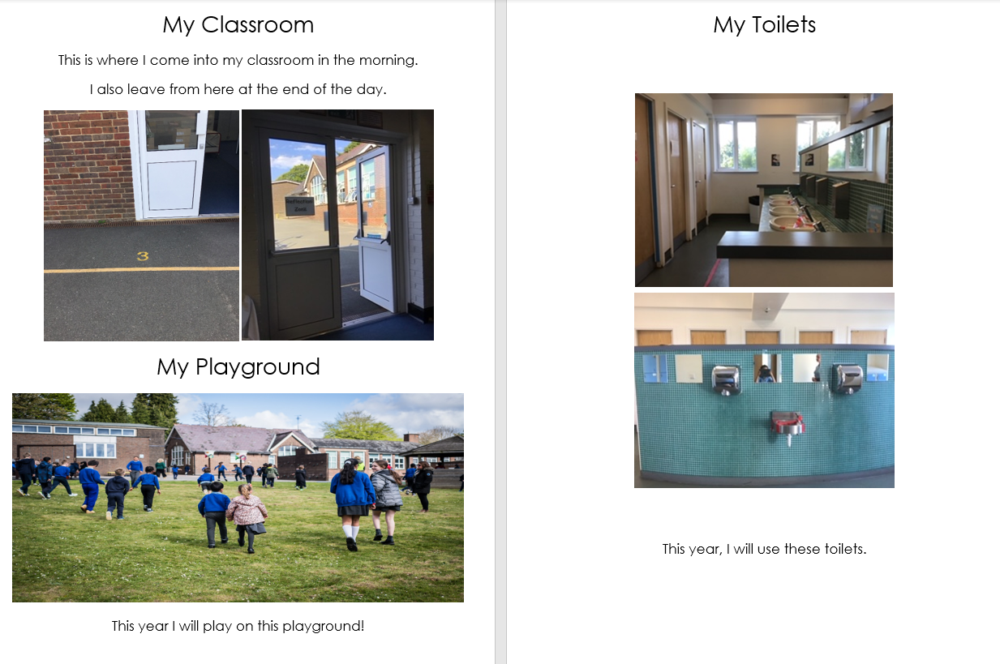 My Classroom
This is where I come into my classroom in the morning.
I also leave from here at the end of the day.
3
My Playground
This year I will play on this playground!
My Toilets
This year, I will use these toilets.